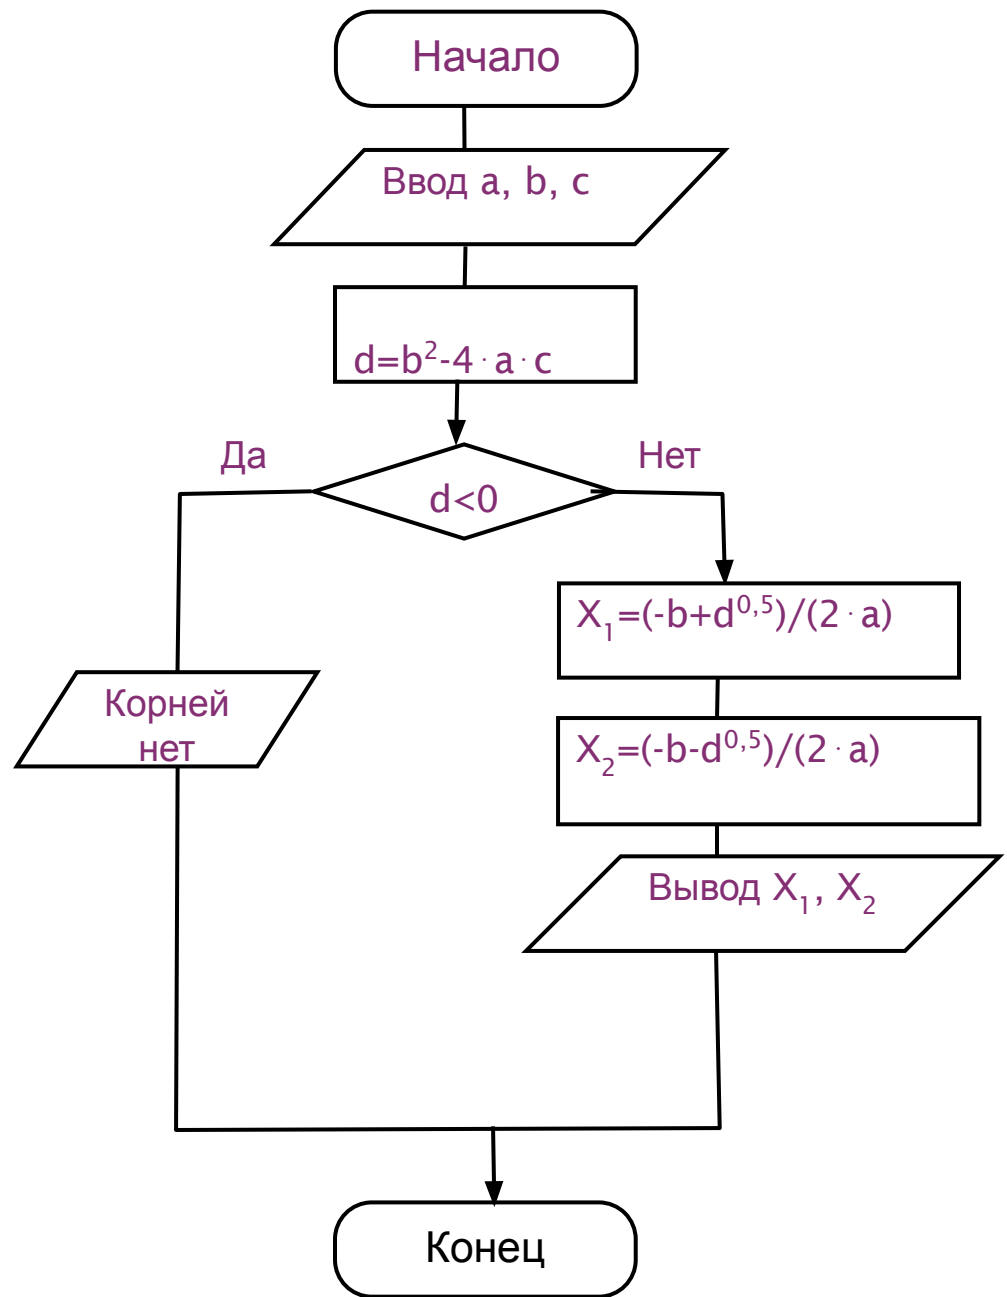 Начало
Ввод a, b, c
d=b²-4·a·c
Да
Нет
d<0
X₁=(-b+d⁰,⁵)/(2·a)
Корней
нет
X₂=(-b-d⁰,⁵)/(2·a)
Вывод X₁, X₂
Конец